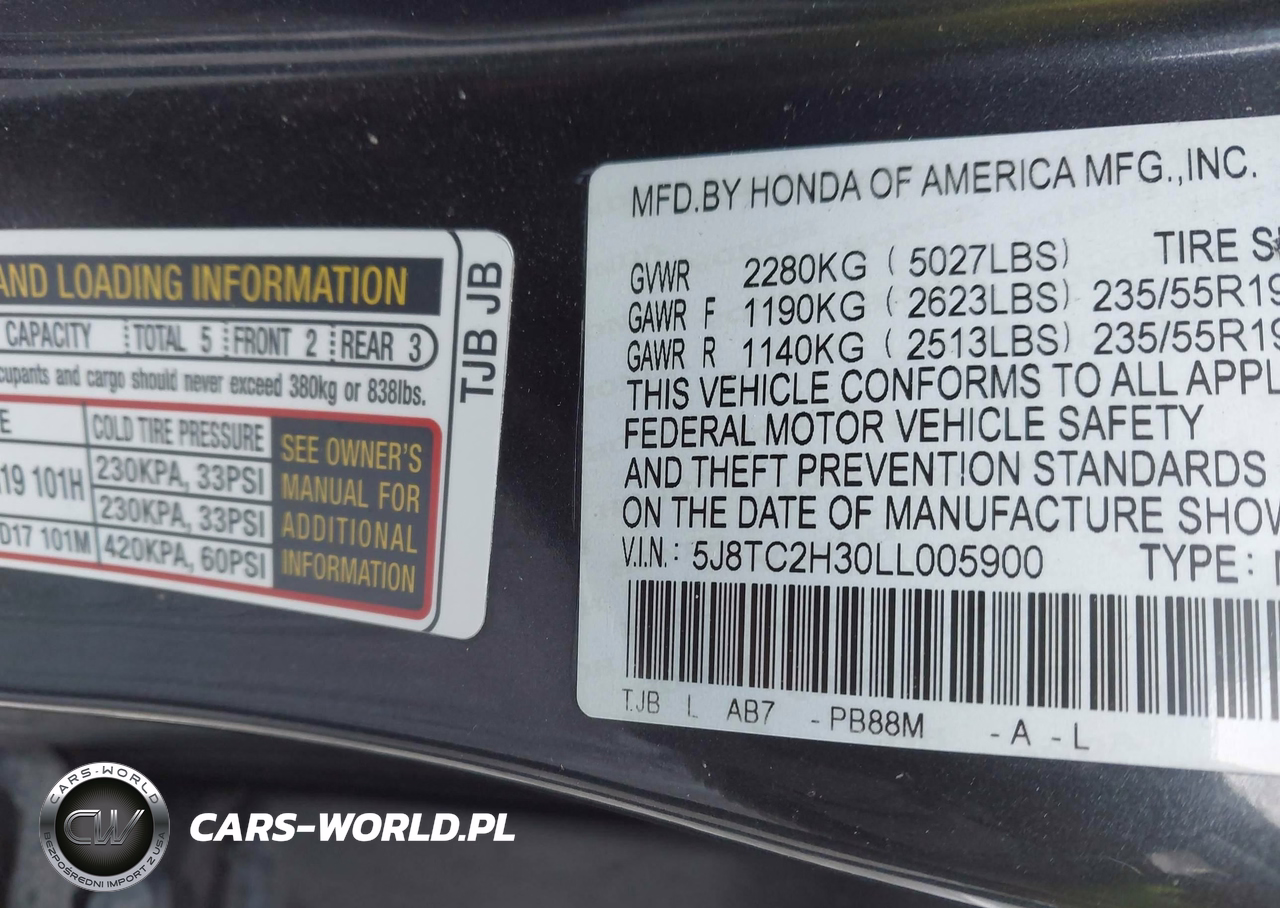 AND LOADING INFORMATION
CAPACITY TOTAL 5 FRONT 2 REAR 3
cupants and cargo should never exceed 380kg or 838lbs.
E COLD TIRE PRESSURE
19 101H 230KPA, 33PSI
230KPA, 33PSI
D17 101M 420KPA, 60PSI
SEE OWNER'S
MANUAL FOR
ADDITIONAL
INFORMATION
TJB JB
MFD.BY HONDA OF AMERICA MFG.,INC.
TIRE S
GVWR 2280KG ( 5027LBS)
GAWR F 1190KG ( 2623LBS) 235/55R19
GAWR R 1140KG ( 2513LBS) 235/55R19
THIS VEHICLE CONFORMS TO ALL APPL
FEDERAL MOTOR VEHICLE SAFETY
AND THEFT PREVENTION STANDARDS
ON THE DATE OF MANUFACTURE SHOW
V.I.N.: 5J8TC2H30LL005900 TYPE:
TJB L AB7 -PB88M -A -L
CARS-WORLD
CW
BEZPOŚREDNI IMPORT Z USA
CARS-WORLD.PL